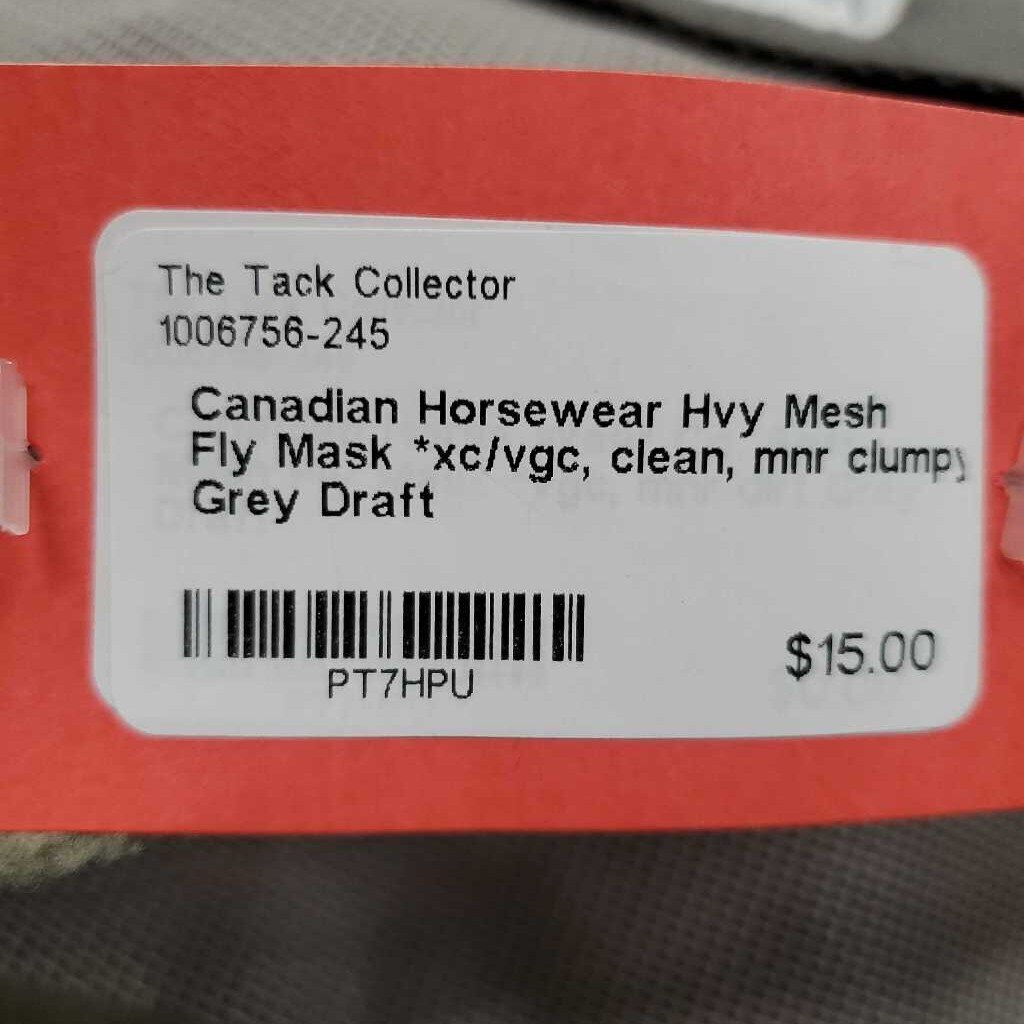 The Tack Collector
1006756-245
Canadian Horsewear Hvy Mesh
Fly Mask *xc/vgc, clean, mnr clumpy
Grey Draft
PT7HPU
$15.00